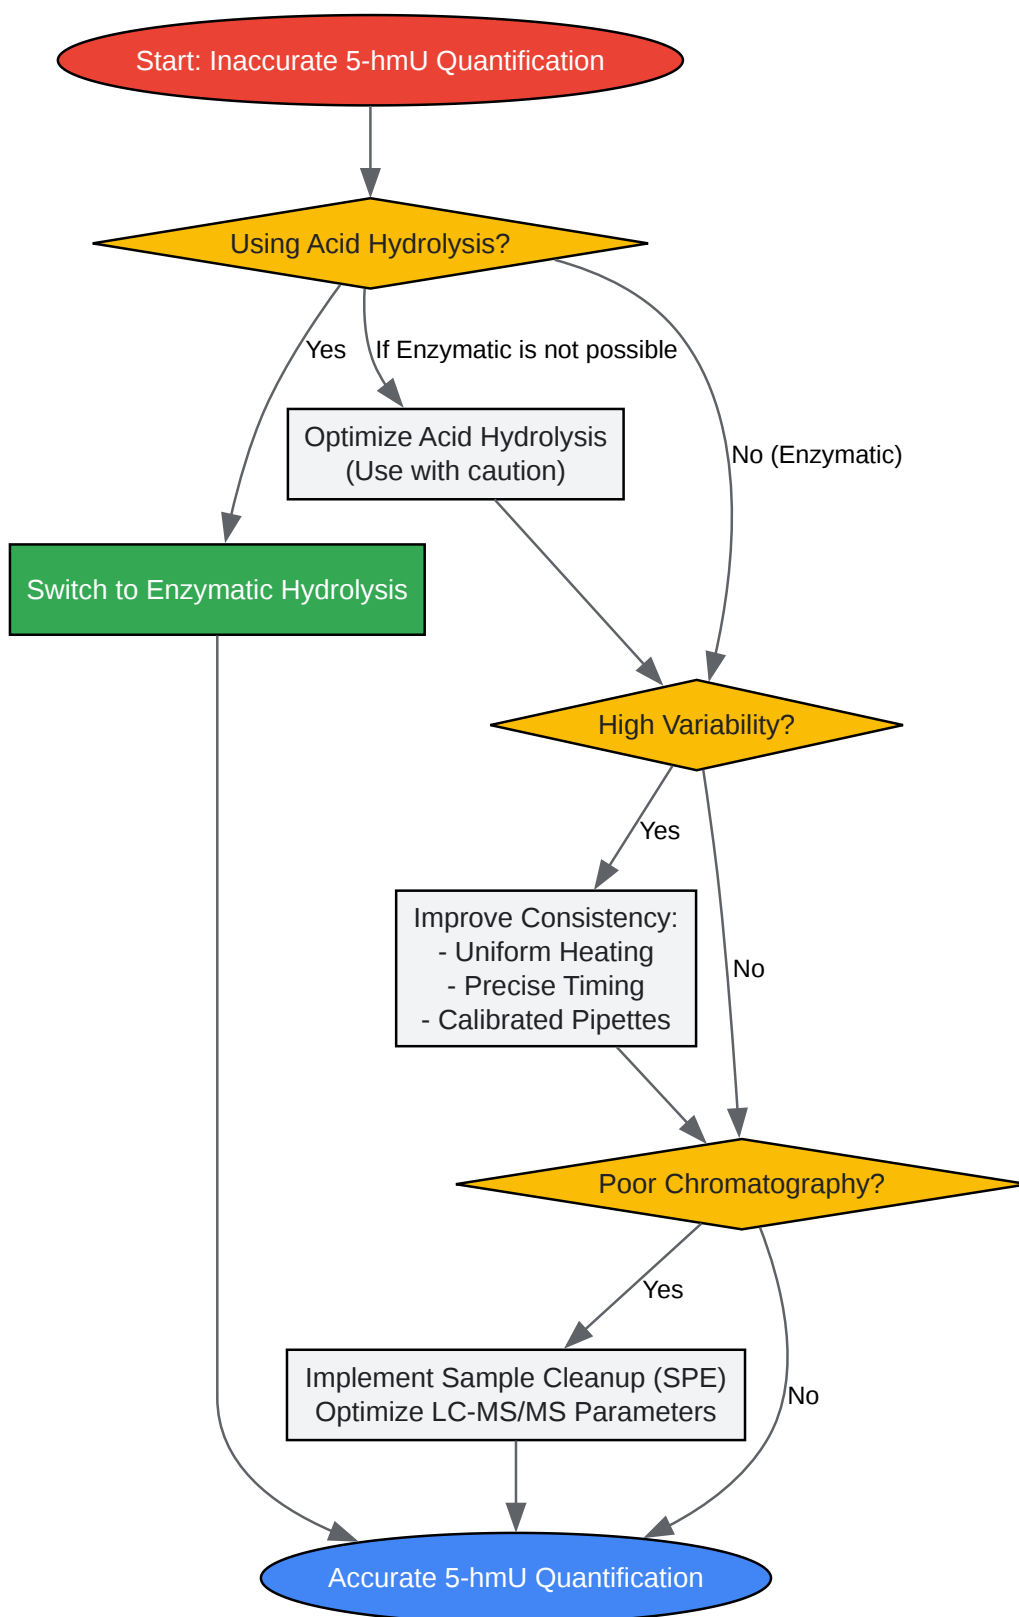 Start: Inaccurate 5-hmU Quantification
Using Acid Hydrolysis?
Yes
If Enzymatic is not possible
Optimize Acid Hydrolysis
(Use with caution)
No (Enzymatic)
Switch to Enzymatic Hydrolysis
High Variability?
Yes
Improve Consistency:
- Uniform Heating
- Precise Timing
- Calibrated Pipettes
No
Poor Chromatography?
Yes
Implement Sample Cleanup (SPE)
Optimize LC-MS/MS Parameters
No
Accurate 5-hmU Quantification